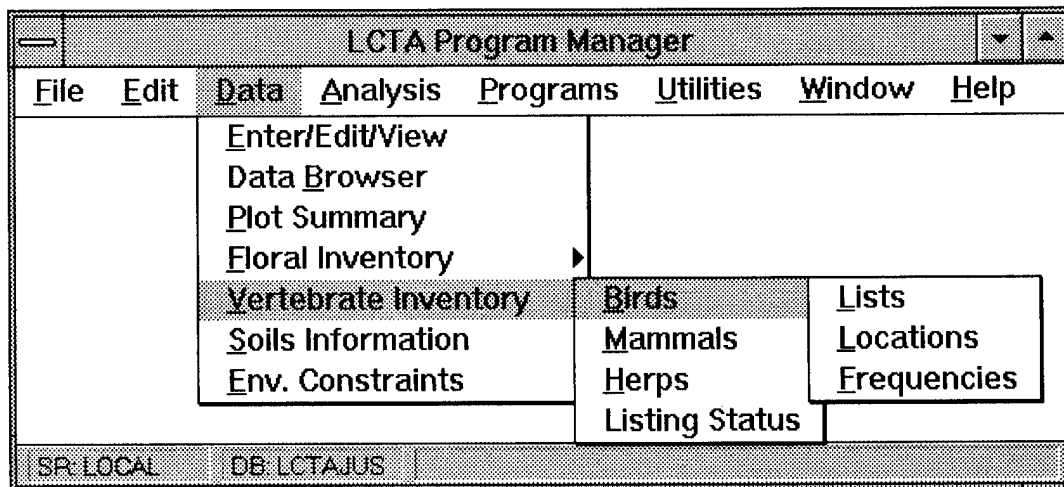 LCTA Program Manager
File Edit Data Analysis Programs Utilities Window Help
Enter/Edit/View
Data Browser
Plot Summary
Floral Inventory
Vertebrate Inventory Birds Lists
Soils Information Mammals Locations
Env. Constraints Herps Frequencies
Listing Status
SR: LOCAL DB: LCTAJUS